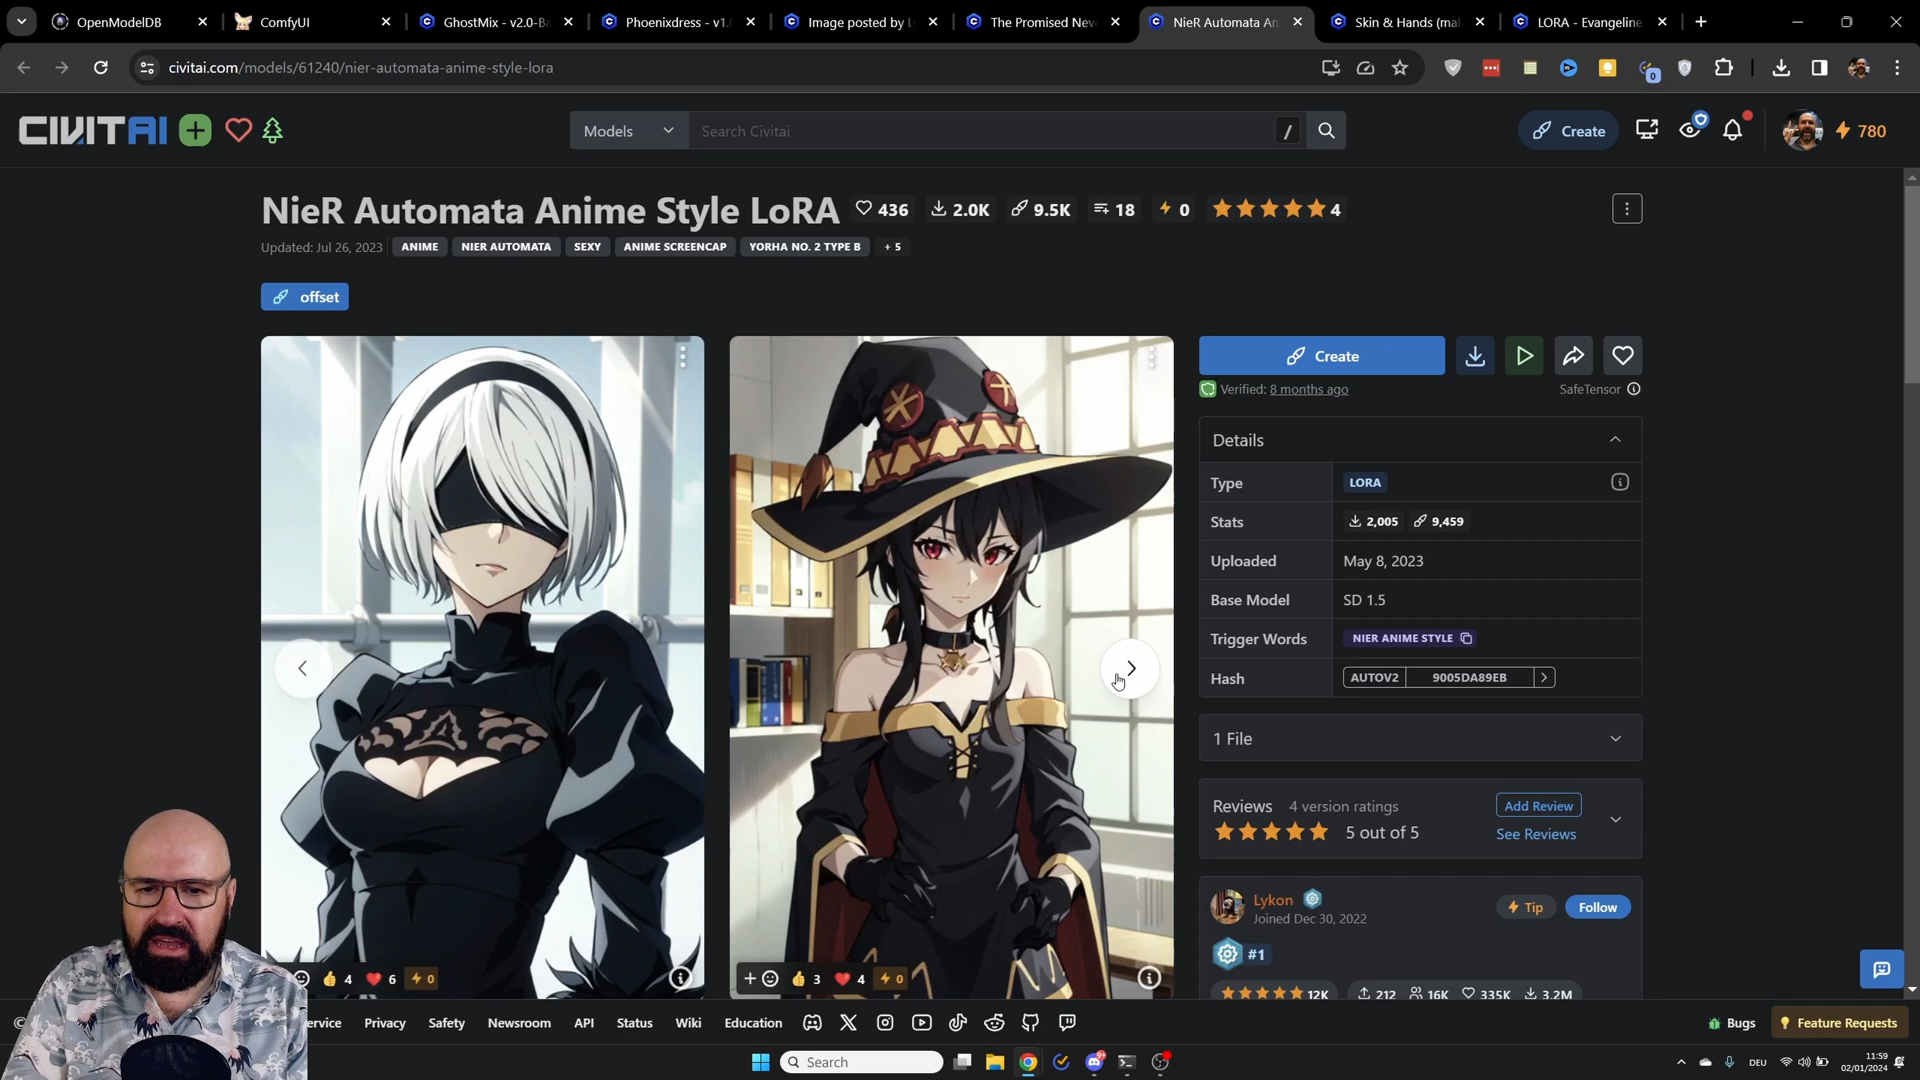 OpenModelDB
ComfyUI
GhostMix - v2.0-Ba
Phoenixdress - v1.
Image posted by
The Promised Nev
NieR Automata An
Skin & Hands (ma
LORA - Evangeline
civitai.com/models/61240/nier-automata-anime-style-lora
0
CIVITAI
Models
Search Civitai
/
Create
780
NieR Automata Anime Style LoRA
436
2.0K
9.5K
18
0
4
Updated: Jul 26, 2023
ANIME
NIER AUTOMATA
SEXY
ANIME SCREENCAP
YORHA NO. 2 TYPE B
+ 5
offset
Create
Verified: 8 months ago
SafeTensor
Details
Type
LORA
Stats
2,005
9,459
Uploaded
May 8, 2023
Base Model
SD 1.5
Trigger Words
NIER ANIME STYLE
Hash
AUTOV2
9005DA89EB
1 File
Reviews
4 version ratings
Add Review
5 out of 5
See Reviews
Lykon
Joined Dec 30, 2022
Tip
Follow
#1
12K
212
16K
335K
3.2M
4
6
0
3
4
0
Privacy
Safety
Newsroom
API
Status
Wiki
Education
Bugs
Feature Requests
Search
DEU
11:59
02/01/2024